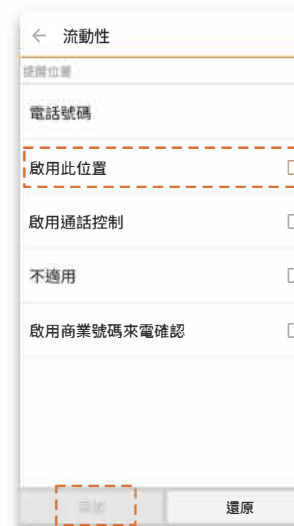 ← 流動性
電話號碼
啟用此位置
啟用通話控制
不適用
啟用商業號碼來電確認
還原